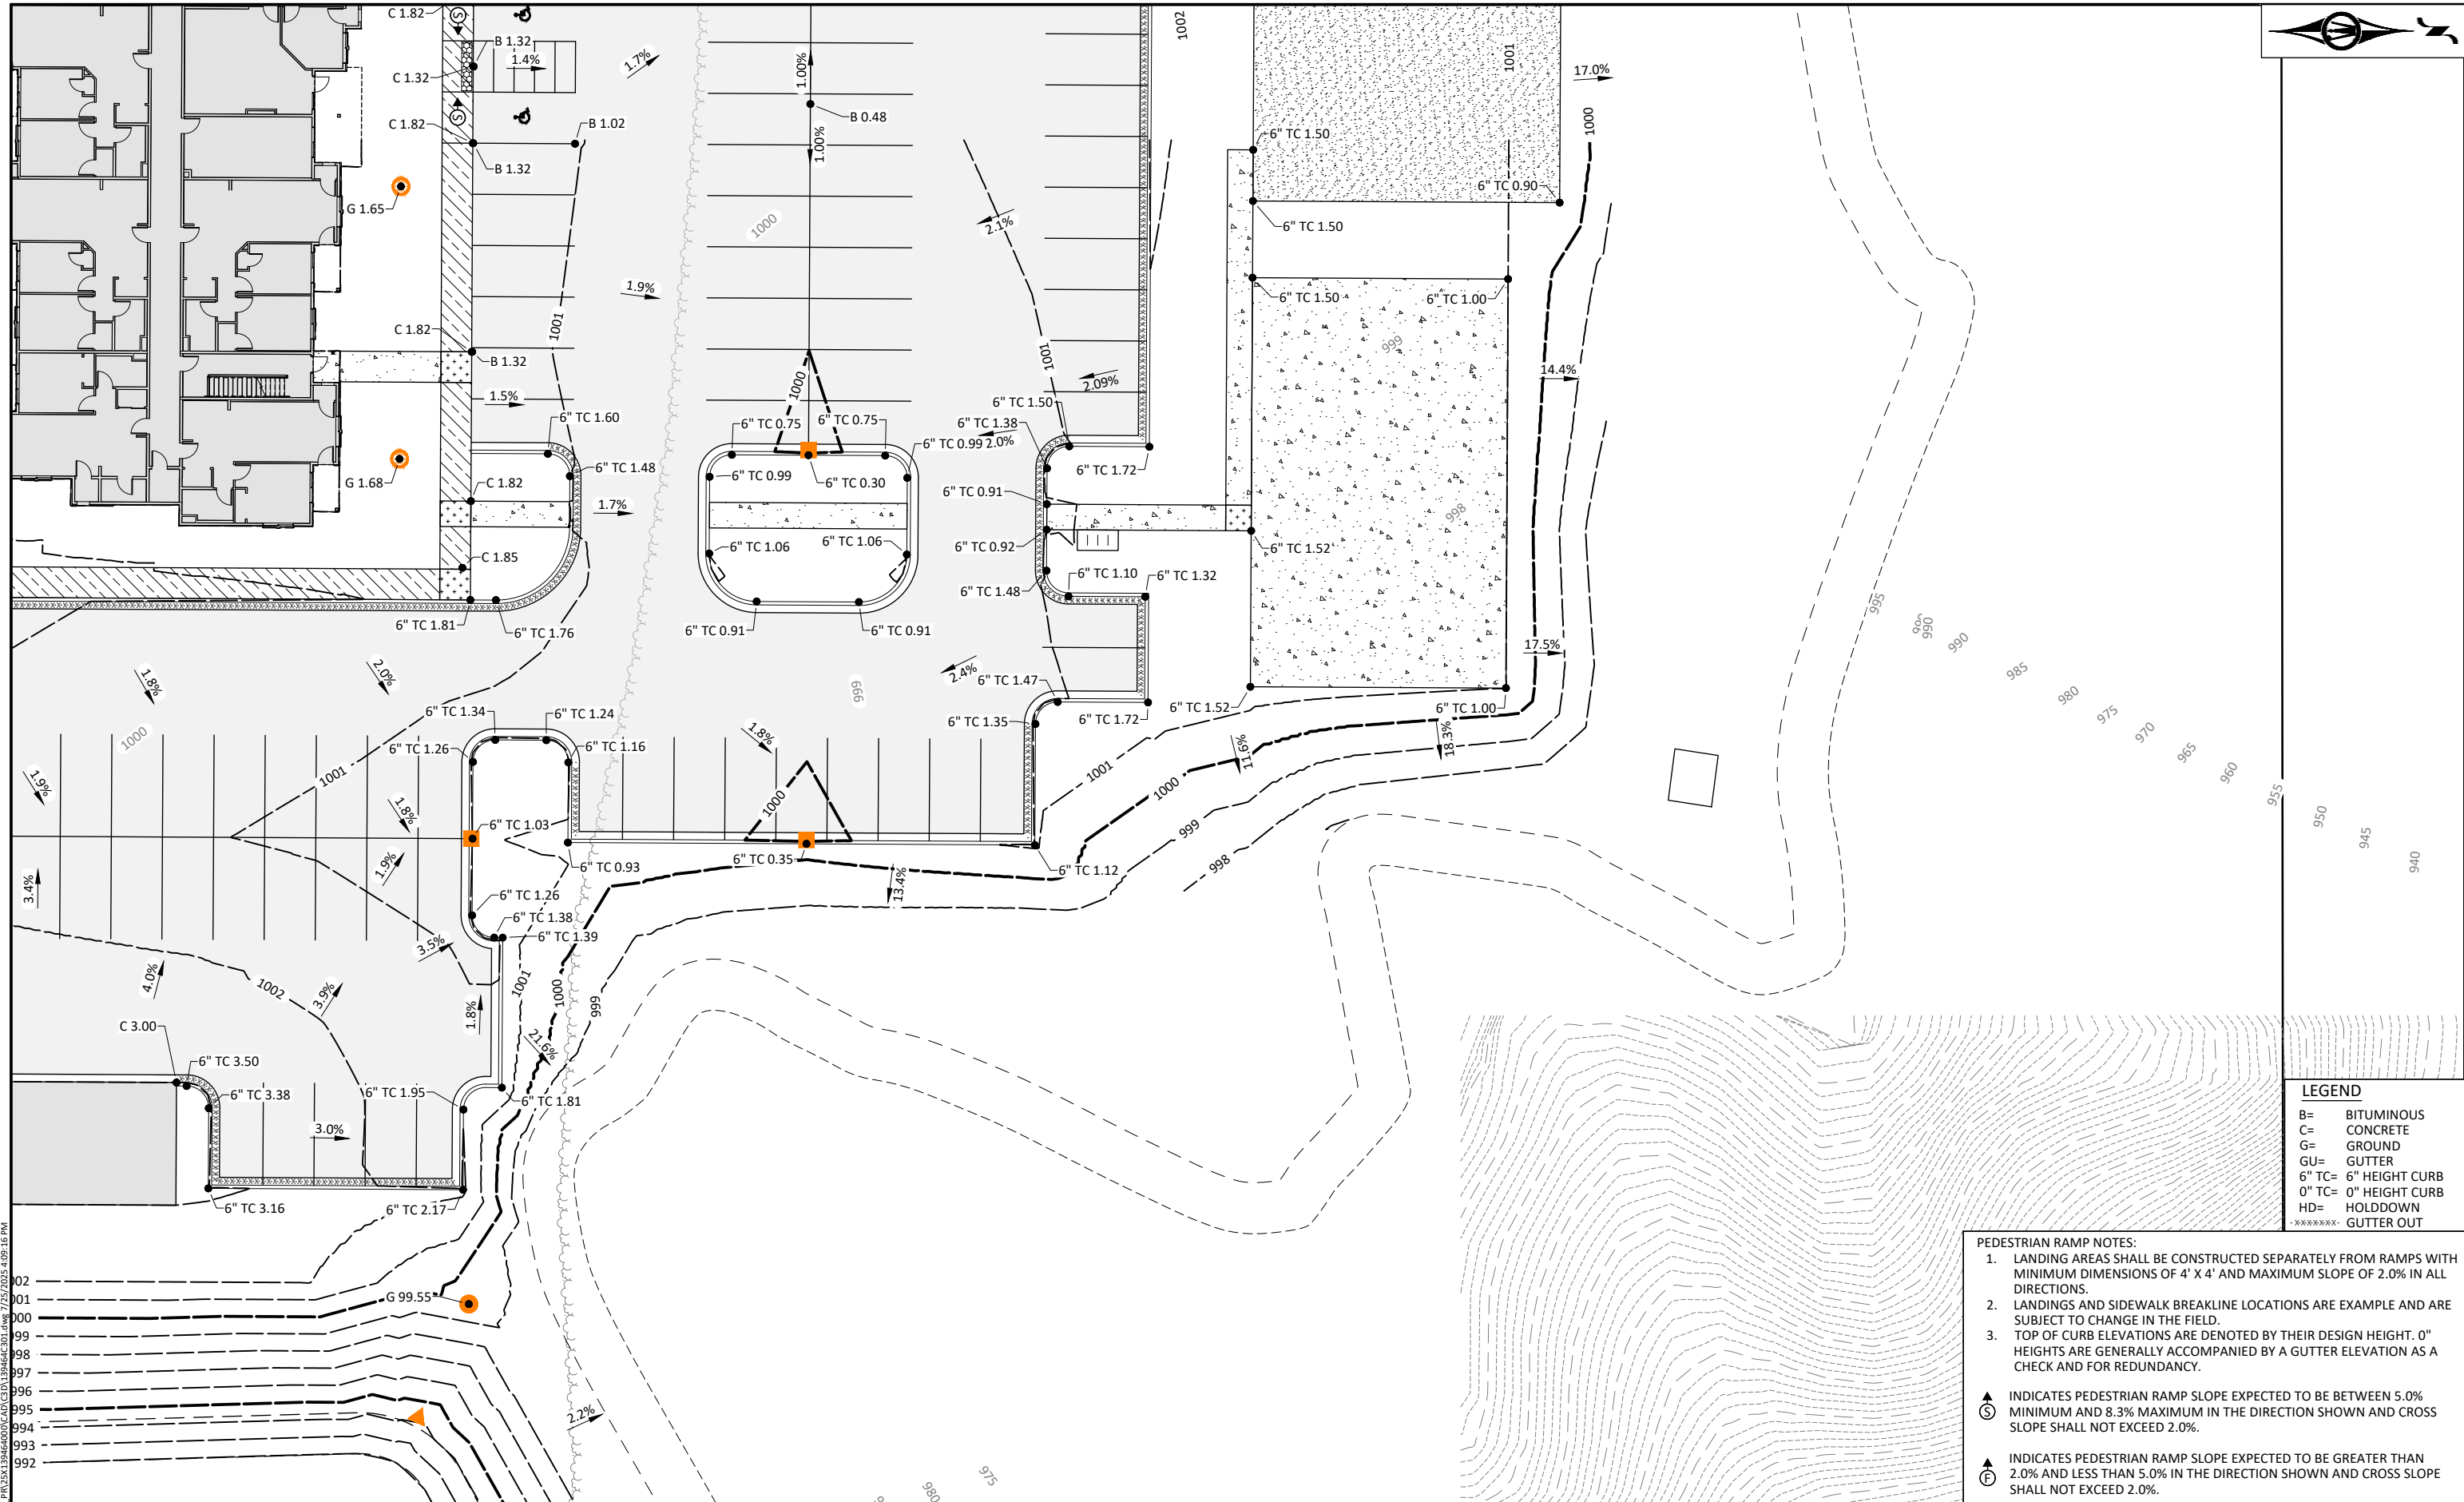 C 1.82
B 1.32
1.4%
C 1.32
S
S
C 1.82
B 1.02
B 1.32
G 1.65
1.7%
1.00%
1.00%
B 0.48
1002
1001
17.0%
1000
6" TC 1.50
6" TC 0.90
6" TC 1.50
1000
2.1%
1.9%
6" TC 1.50
6" TC 1.00
C 1.82
B 1.32
1001
1001
999
14.4%
1000
2.09%
1.5%
6" TC 1.60
6" TC 0.75
6" TC 0.75
6" TC 1.50
6" TC 1.38
6" TC 0.99
2.0%
6" TC 1.72
G 1.68
6" TC 1.48
C 1.82
6" TC 0.99
6" TC 0.30
6" TC 0.91
1.7%
998
6" TC 1.06
6" TC 1.06
6" TC 0.92
6" TC 1.52
C 1.85
6" TC 1.10
6" TC 1.32
6" TC 1.48
6" TC 1.81
6" TC 1.76
6" TC 0.91
6" TC 0.91
995
990
990
985
980
975
970
965
960
955
950
945
940
17.5%
1.8%
2.0%
2.4%
999
6" TC 1.47
6" TC 1.34
6" TC 1.24
6" TC 1.35
6" TC 1.72
6" TC 1.52
6" TC 1.00
1000
6" TC 1.26
6" TC 1.16
1.8%
11.6%
18.3%
1.9%
1001
1.8%
1000
1001
1000
6" TC 1.03
999
6" TC 0.35
6" TC 0.93
6" TC 1.12
998
3.4%
1.9%
13.4%
6" TC 1.26
6" TC 1.38
6" TC 1.39
3.5%
4.0%
1002
3.9%
1.8%
1001
1000
999
C 3.00
21.6%
6" TC 3.50
6" TC 3.38
6" TC 1.95
6" TC 1.81
3.0%
6" TC 3.16
6" TC 2.17
002
001
000
999
998
997
996
995
994
993
992
G 99.55
2.2%
980
975
LEGEND
B= BITUMINOUS
C= CONCRETE
G= GROUND
GU= GUTTER
6" TC= 6" HEIGHT CURB
0" TC= 0" HEIGHT CURB
HD= HOLDDOWN
GUTTER OUT
PEDESTRIAN RAMP NOTES:
1. LANDING AREAS SHALL BE CONSTRUCTED SEPARATELY FROM RAMPS WITH
MINIMUM DIMENSIONS OF 4' X 4' AND MAXIMUM SLOPE OF 2.0% IN ALL
DIRECTIONS.
2. LANDINGS AND SIDEWALK BREAKLINE LOCATIONS ARE EXAMPLE AND ARE
SUBJECT TO CHANGE IN THE FIELD.
3. TOP OF CURB ELEVATIONS ARE DENOTED BY THEIR DESIGN HEIGHT. 0"
HEIGHTS ARE GENERALLY ACCOMPANIED BY A GUTTER ELEVATION AS A
CHECK AND FOR REDUNDANCY.
INDICATES PEDESTRIAN RAMP SLOPE EXPECTED TO BE BETWEEN 5.0%
S MINIMUM AND 8.3% MAXIMUM IN THE DIRECTION SHOWN AND CROSS
SLOPE SHALL NOT EXCEED 2.0%.
INDICATES PEDESTRIAN RAMP SLOPE EXPECTED TO BE GREATER THAN
F 2.0% AND LESS THAN 5.0% IN THE DIRECTION SHOWN AND CROSS SLOPE
SHALL NOT EXCEED 2.0%.